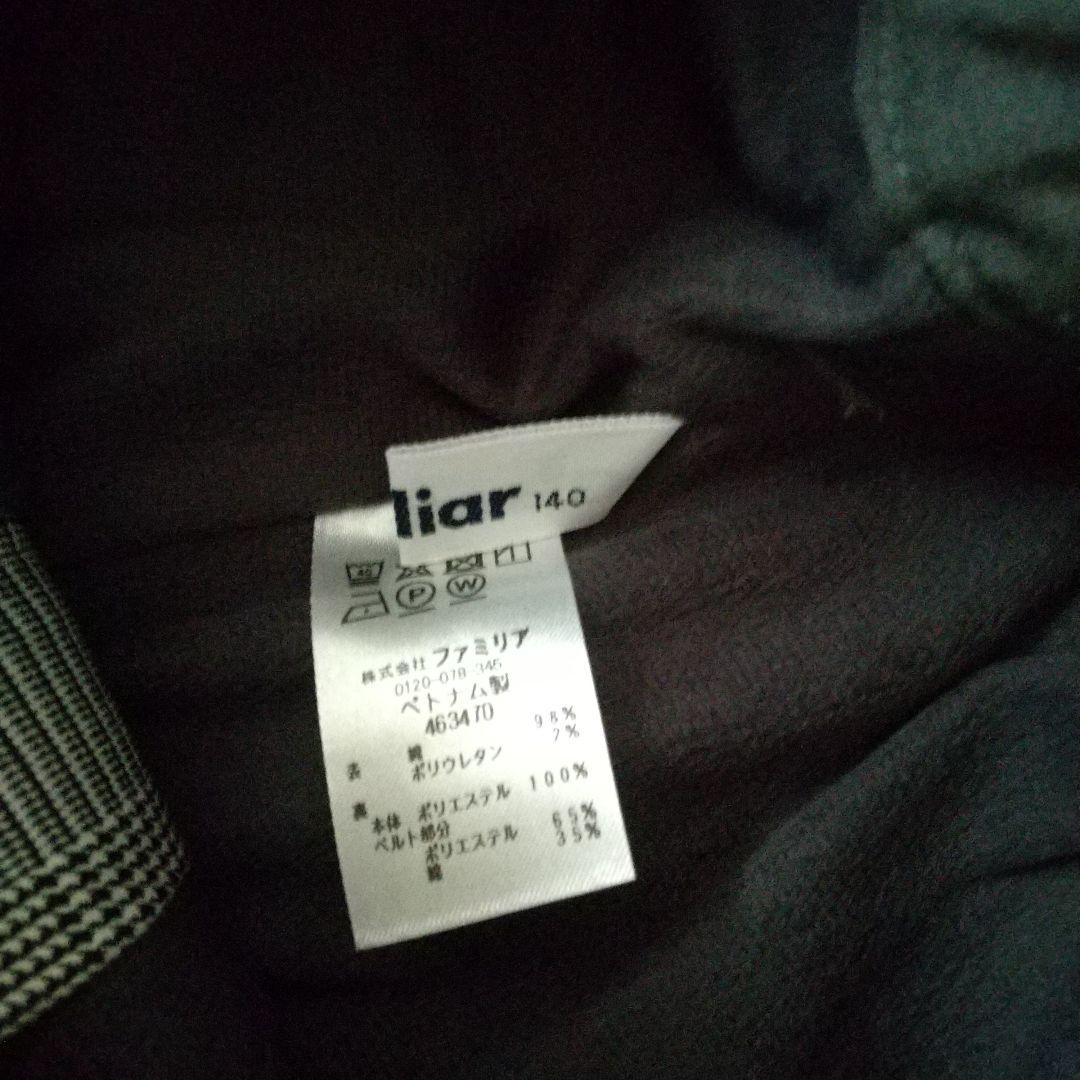 liar 140
40
P W
株式会社 ファミリア
0120-078-345
ベトナム製
463470
表 綿 98%
ポリウレタン 2%
裏
本体 ポリエステル 100%
ベルト部分
ポリエステル 65%
綿 35%